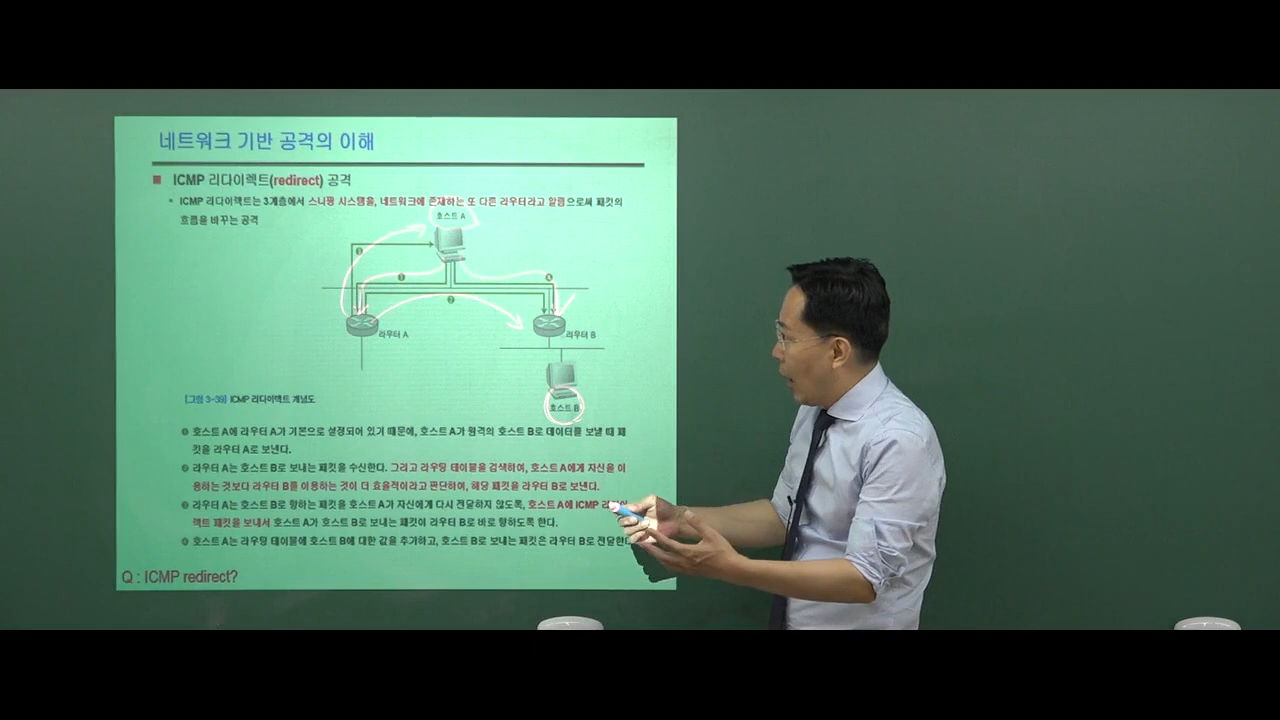 네트워크 기반 공격의 이해
ICMP 리다이렉트(redirect) 공격
ICMP 리다이렉트는 3계층에서 스니핑 시스템을, 네트워크에 존재하는 또 다른 라우터라고 알림으로써 패킷의
흐름을 바꾸는 공격
호스트 A
1
3
4
2
라우터 A
라우터 B
호스트 B
[그림 3-39] ICMP 리다이렉트 개념도
호스트 A에 라우터 A가 기본으로 설정되어 있기 때문에, 호스트 A가 원격의 호스트 B로 데이터를 보낼 때 패
킷을 라우터 A로 보낸다.
라우터 A는 호스트 B로 보내는 패킷을 수신한다. 그리고 라우팅 테이블을 검색하여, 호스트 A에게 자신을 이
용하는 것보다 라우터 B를 이용하는 것이 더 효율적이라고 판단하여, 해당 패킷을 라우터 B로 보낸다.
라우터 A는 호스트 B로 향하는 패킷을 호스트 A가 자신에게 다시 전달하지 않도록, 호스트 A에 ICMP
렉트 패킷을 보내서 호스트 A가 호스트 B로 보내는 패킷이 라우터 B로 바로 향하도록 한다.
호스트 A는 라우팅 테이블에 호스트 B에 대한 값을 추가하고, 호스트 B로 보내는 패킷은 라우터 B로 전달한
Q : ICMP redirect?